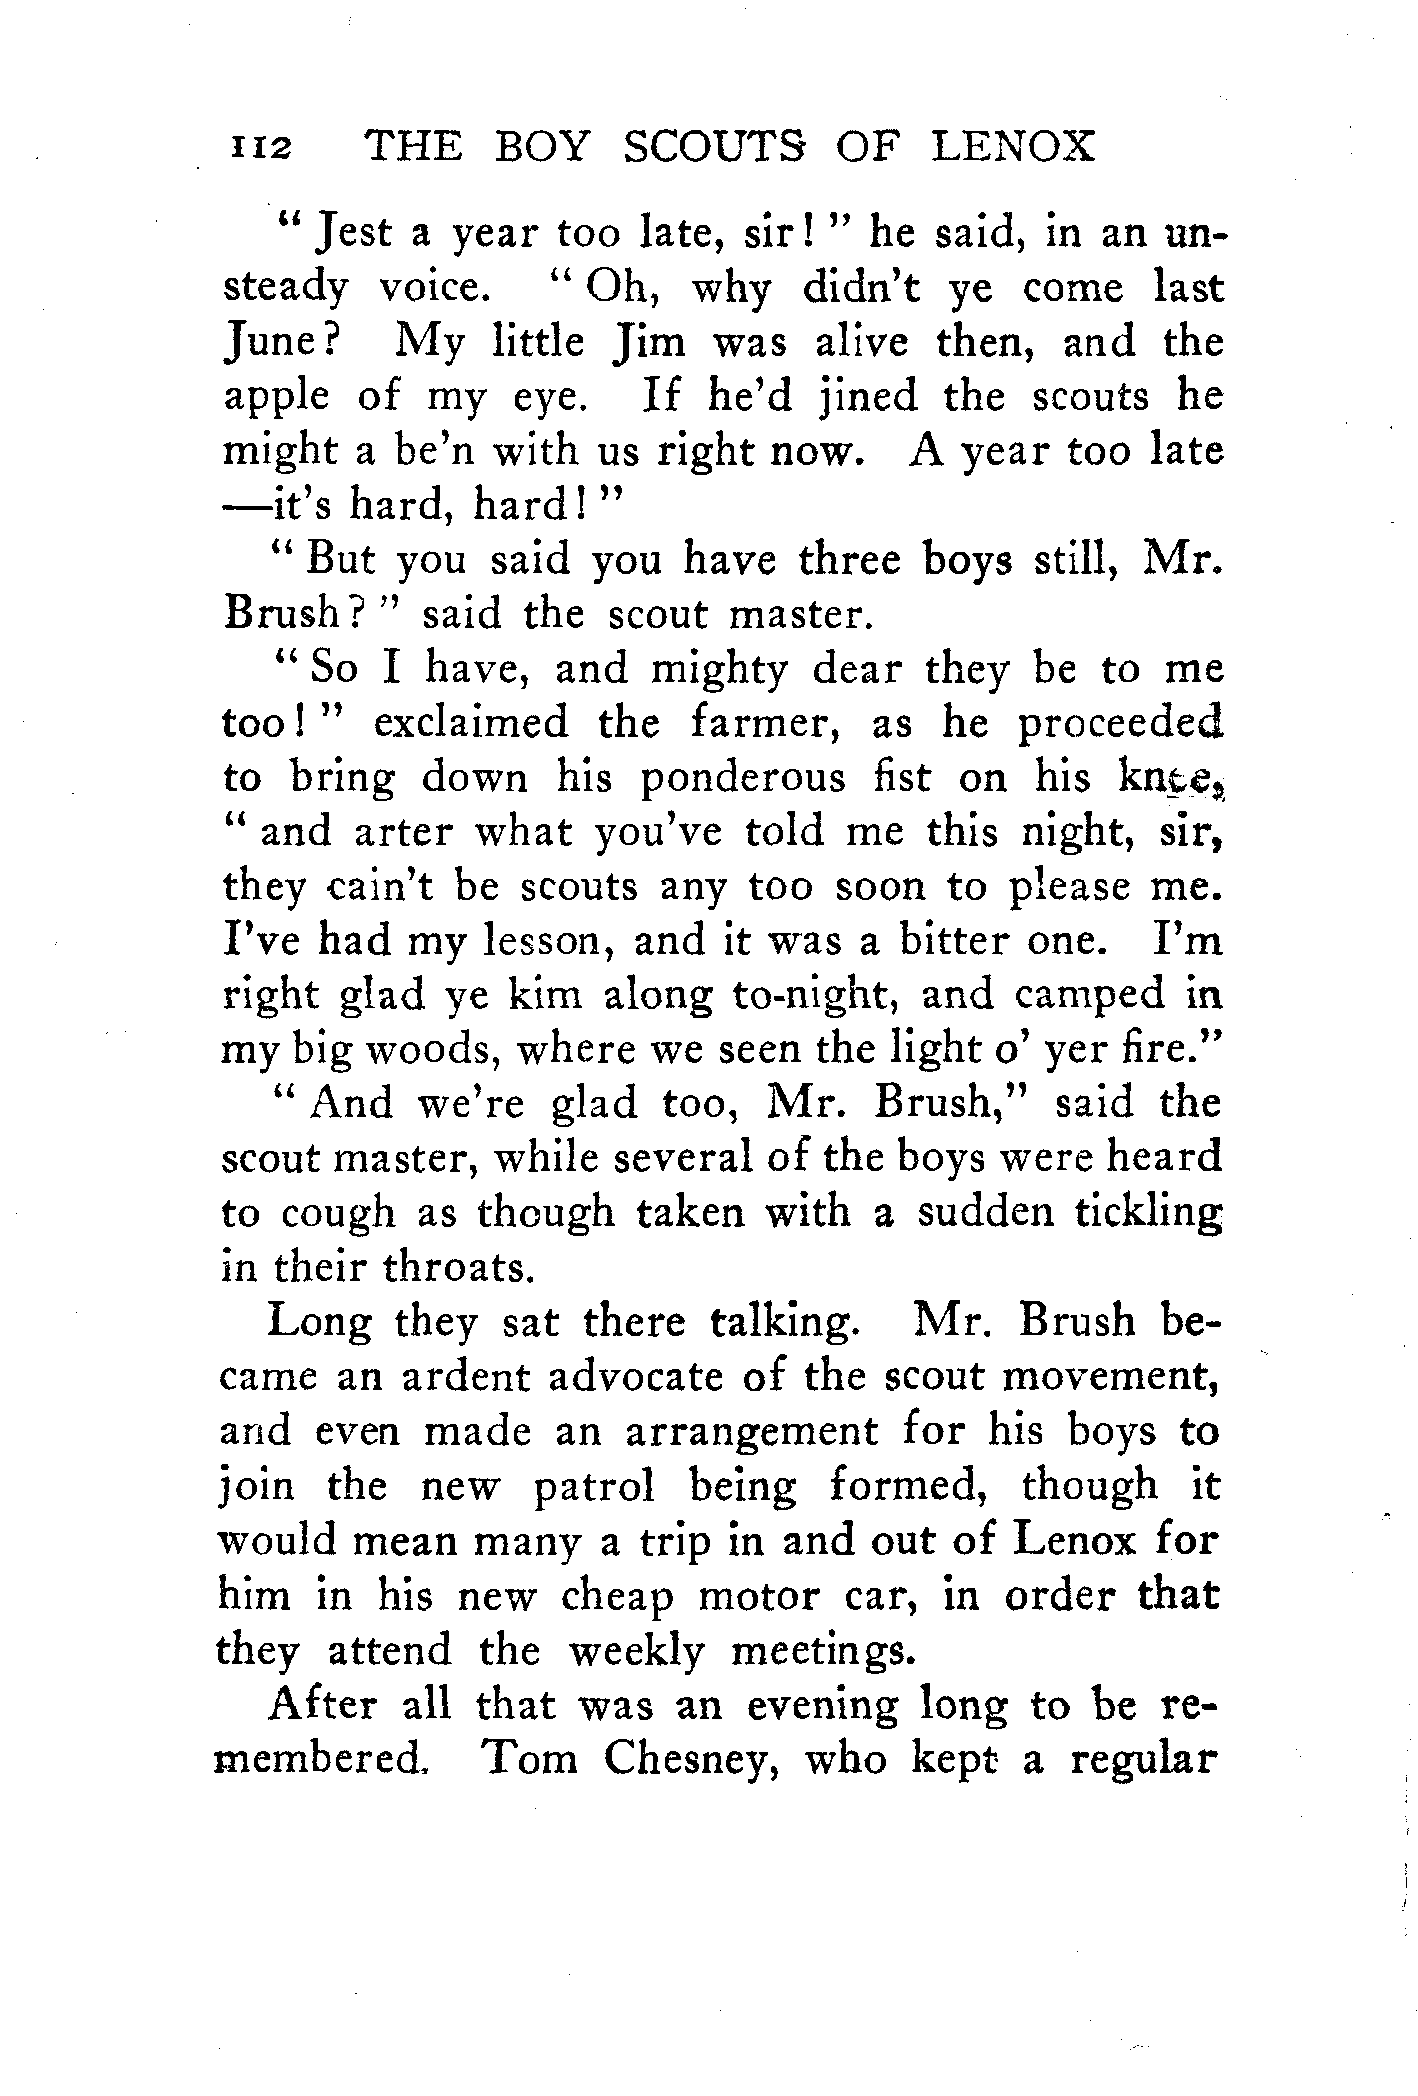 112 THE BOY SCOUTS OF LENOX
“ Jest a year too late, sir! ” he said, in an un-
steady voice. “ Oh, why didn’t ye come last
June? My little Jim was alive then, and the
apple of my eye. If he’d jined the scouts he
might a be’n with us right now. A year too late
—it’s hard, hard! ”
“ But you said you have three boys still, Mr.
Brush? ” said the scout master.
“ So I have, and mighty dear they be to me
too! ” exclaimed the farmer, as he proceeded
to bring down his ponderous fist on his knee,
“ and arter what you’ve told me this night, sir,
they cain’t be scouts any too soon to please me.
I’ve had my lesson, and it was a bitter one. I’m
right glad ye kim along to-night, and camped in
my big woods, where we seen the light o’ yer fire.”
“ And we’re glad too, Mr. Brush,” said the
scout master, while several of the boys were heard
to cough as though taken with a sudden tickling
in their throats.
Long they sat there talking. Mr. Brush be-
came an ardent advocate of the scout movement,
and even made an arrangement for his boys to
join the new patrol being formed, though it
would mean many a trip in and out of Lenox for
him in his new cheap motor car, in order that
they attend the weekly meetings.
After all that was an evening long to be re-
membered. Tom Chesney, who kept a regular